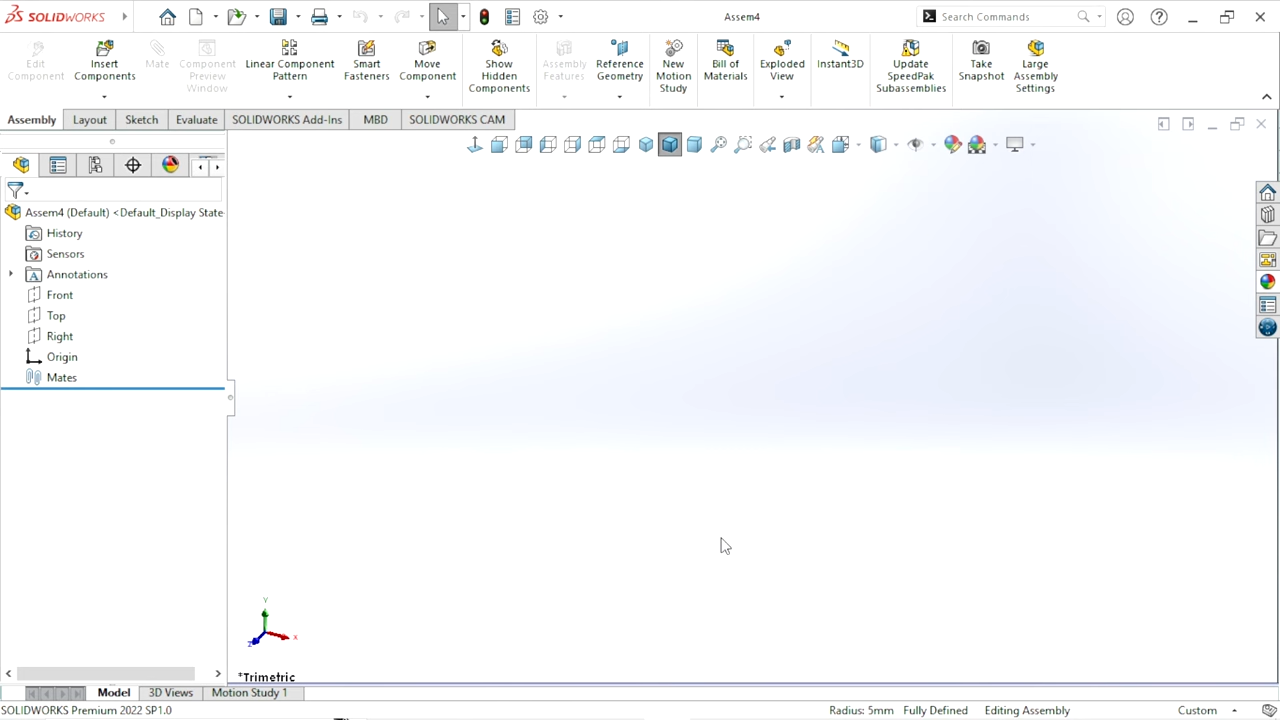 SOLIDWORKS
Assem4
Search Commands
Edit
Component
Insert
Components
Mate
Component
Preview
Window
Linear Component
Pattern
Smart
Fasteners
Move
Component
Show
Hidden
Components
Assembly
Features
Reference
Geometry
New
Motion
Study
Bill of
Materials
Exploded
View
Instant3D
Update
SpeedPak
Subassemblies
Take
Snapshot
Large
Assembly
Settings
Assembly
Layout
Sketch
Evaluate
SOLIDWORKS Add-Ins
MBD
SOLIDWORKS CAM
Assem4 (Default) <Default_Display State
History
Sensors
Annotations
Front
Top
Right
Origin
Mates
Y
X
Z
*Trimetric
Model
3D Views
Motion Study 1
SOLIDWORKS Premium 2022 SP1.0
Radius: 5mm
Fully Defined
Editing Assembly
Custom